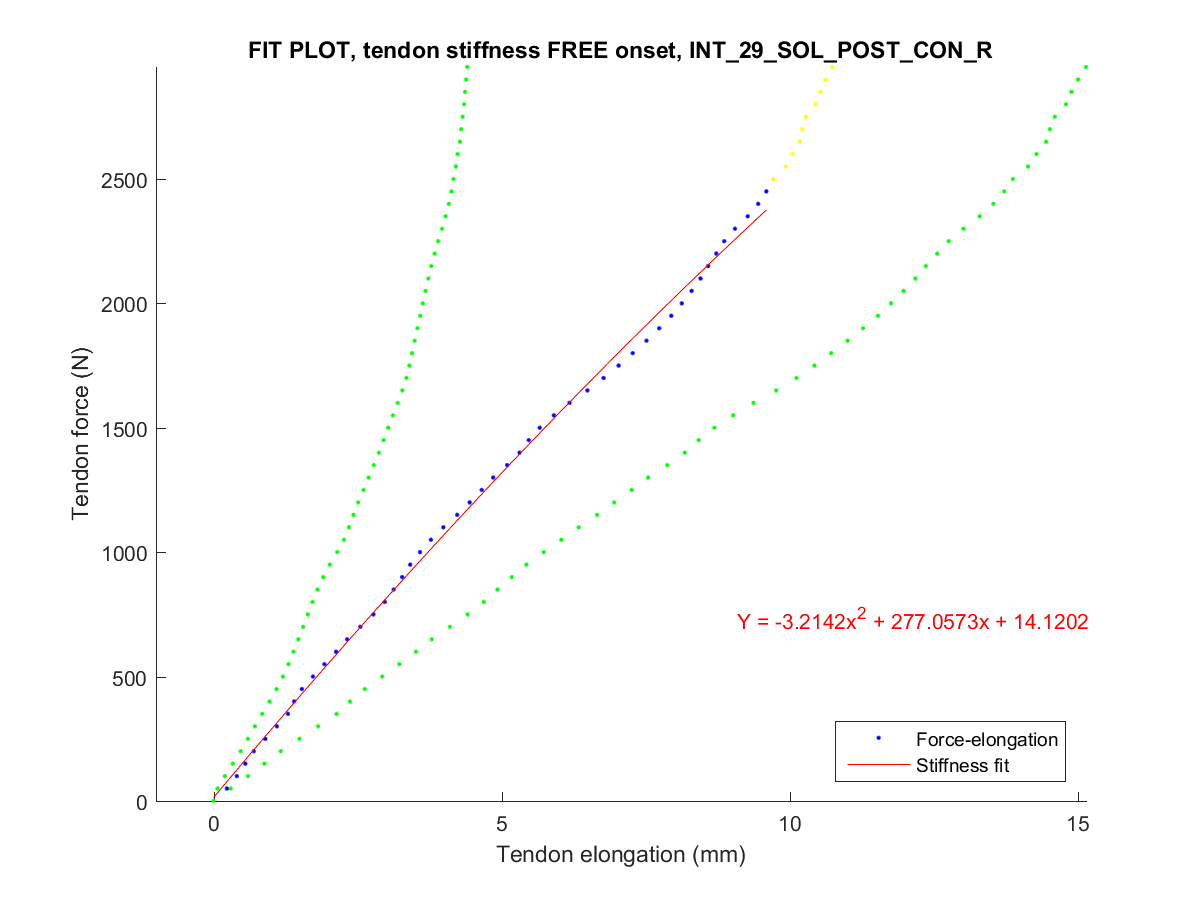 FIT PLOT, tendon stiffness FREE onset, INT_29_SOL_POST_CON_R
2500
2000
1500
1000
500
0
Tendon force (N)
Y = -3.2142x² + 277.0573x + 14.1202
Force-elongation
Stiffness fit
0 5 10 15
Tendon elongation (mm)